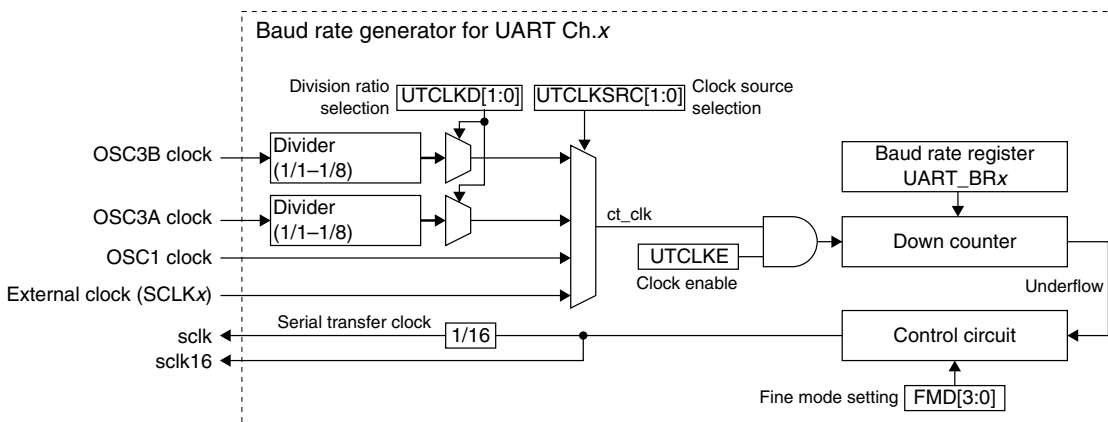 Baud rate generator for UART Ch.x
Division ratio
selection
UTCLKD[1:0]
UTCLKSRC[1:0]
Clock source
selection
OSC3B clock
Divider
(1/1–1/8)
Baud rate register
UART_BRx
OSC3A clock
Divider
(1/1–1/8)
ct_clk
Down counter
OSC1 clock
UTCLKE
Clock enable
Underflow
External clock (SCLKx)
sclk
Serial transfer clock
1/16
Control circuit
sclk16
Fine mode setting
FMD[3:0]